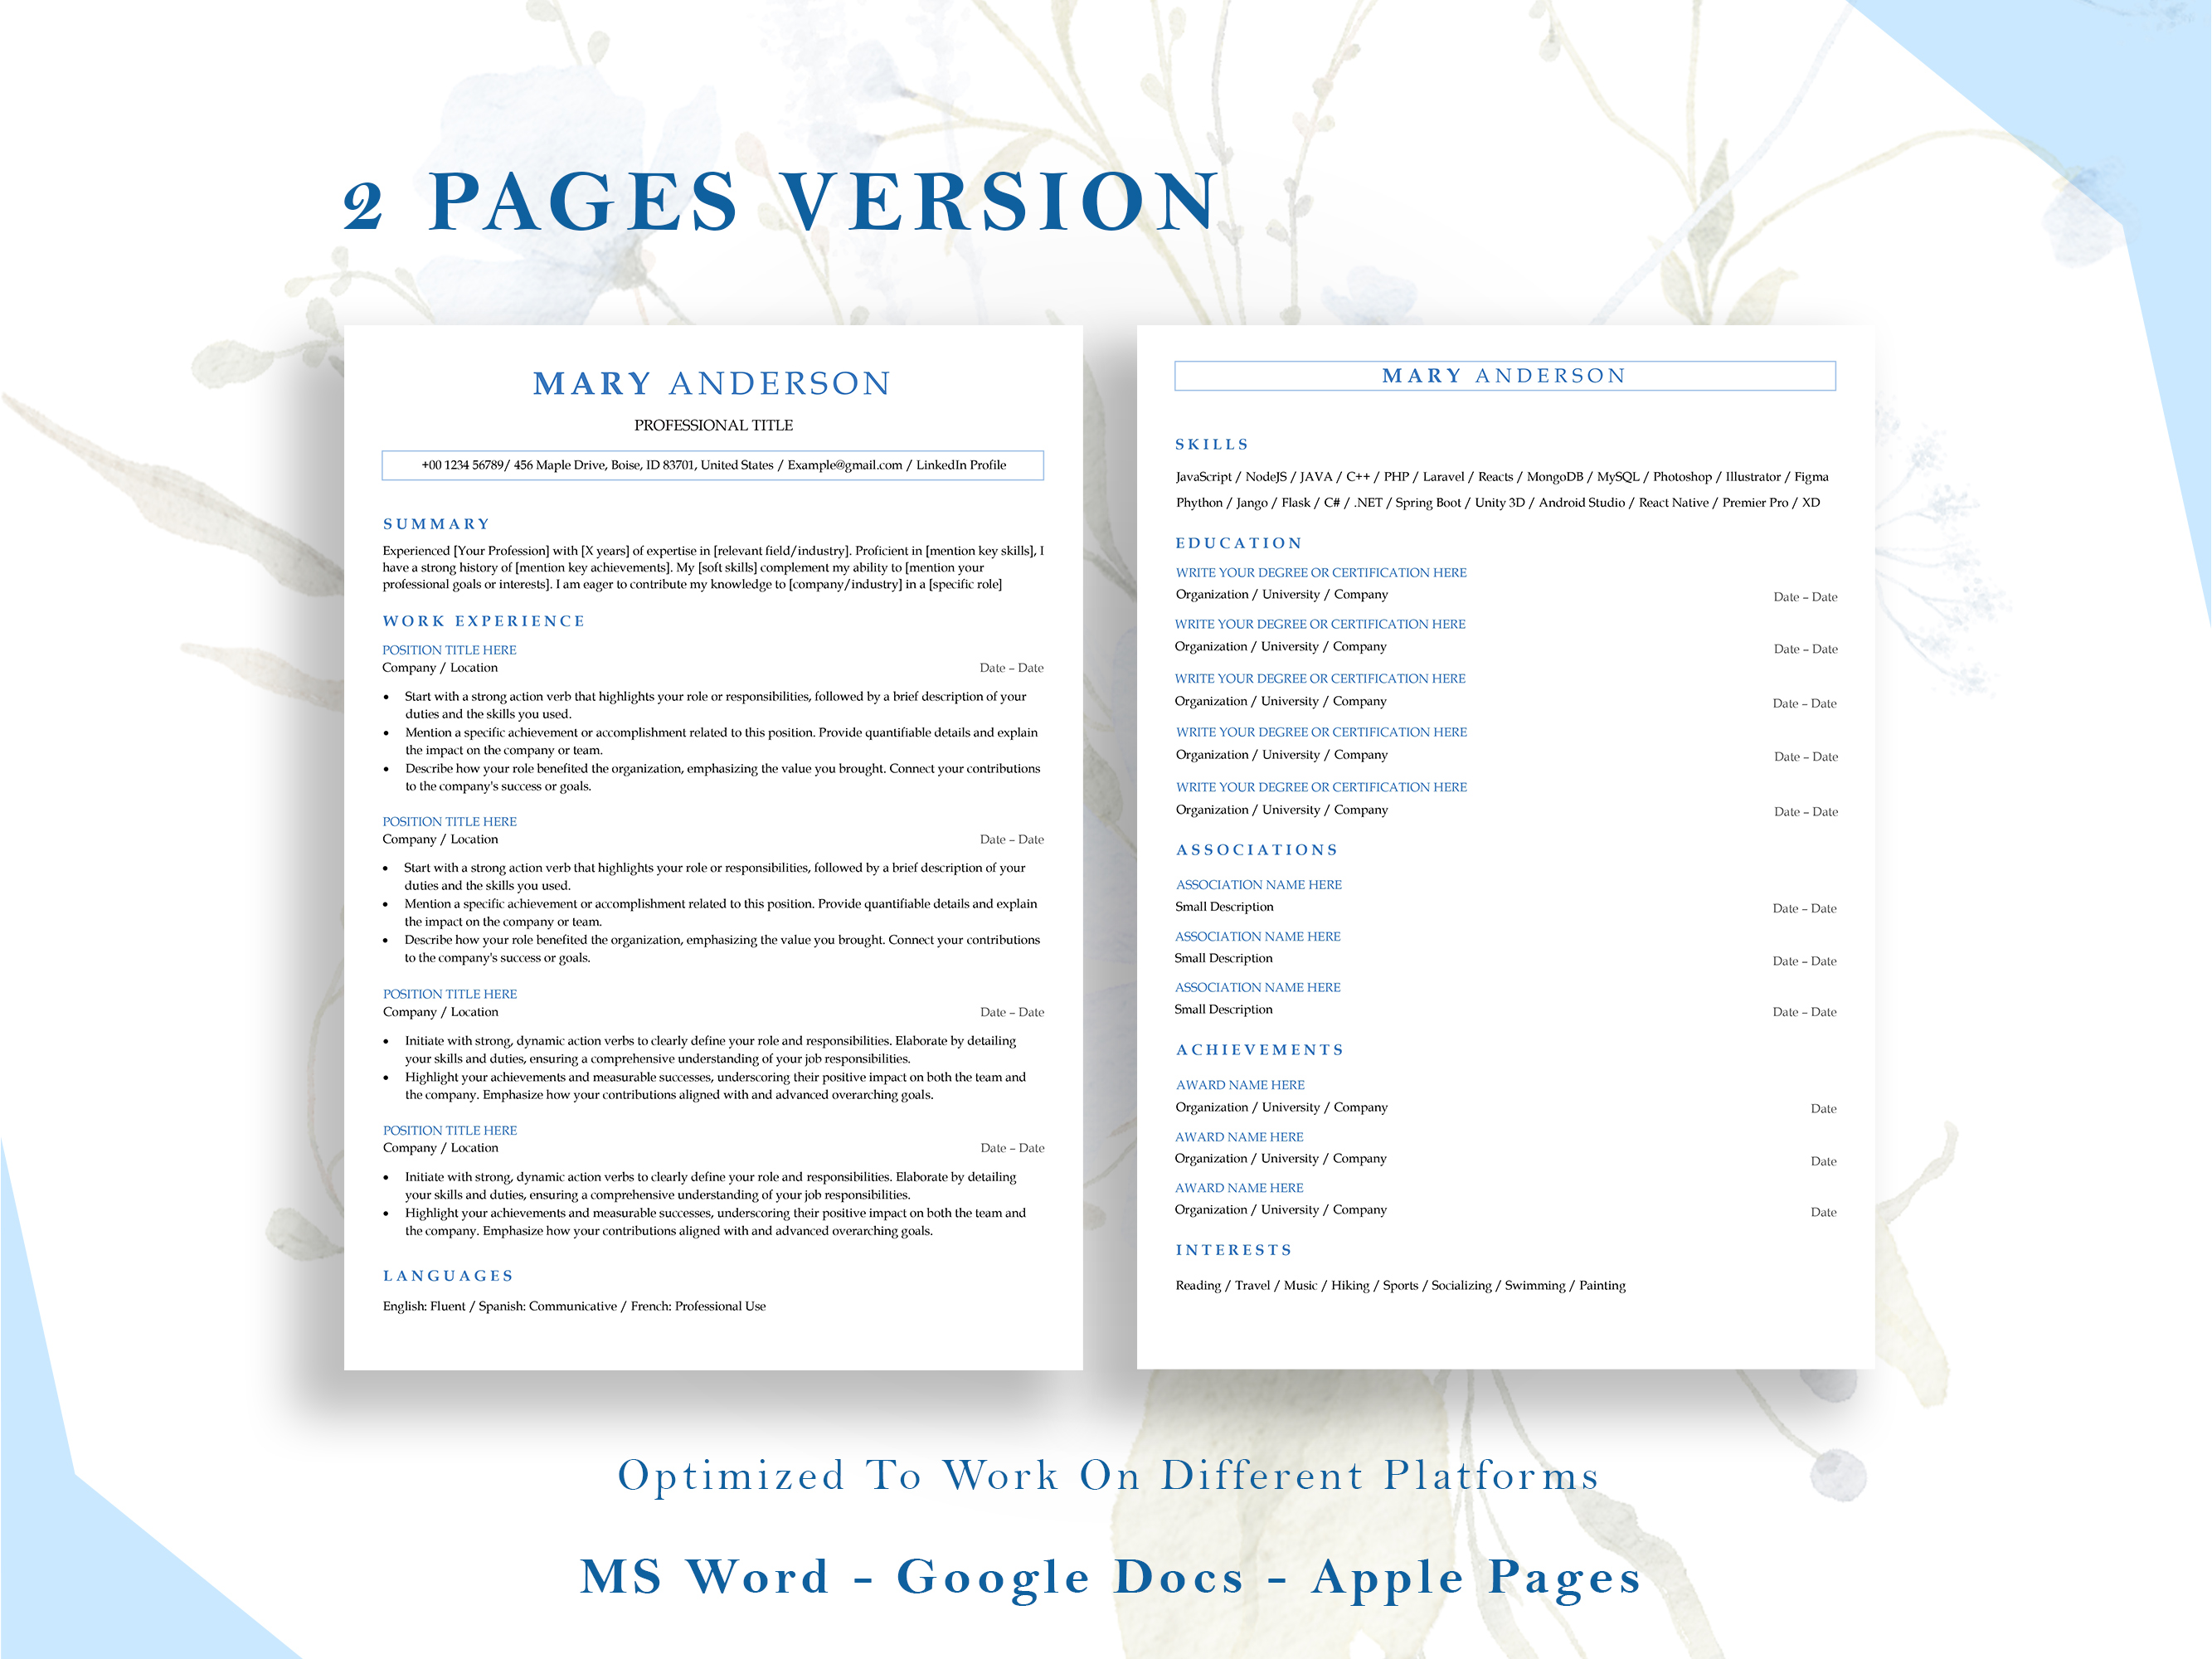 2 PAGES VERSION
MARY ANDERSON
PROFESSIONAL TITLE
+00 1234 56789/ 456 Maple Drive, Boise, ID 83701, United States / Example@gmail.com / LinkedIn Profile
SUMMARY
Experienced [Your Profession] with [X years] of expertise in [relevant field/industry]. Proficient in [mention key skills], I
have a strong history of [mention key achievements]. My [soft skills] complement my ability to [mention your
professional goals or interests]. I am eager to contribute my knowledge to [company/industry] in a [specific role]
WORK EXPERIENCE
POSITION TITLE HERE
Company / Location Date – Date
• Start with a strong action verb that highlights your role or responsibilities, followed by a brief description of your
duties and the skills you used.
• Mention a specific achievement or accomplishment related to this position. Provide quantifiable details and explain
the impact on the company or team.
• Describe how your role benefited the organization, emphasizing the value you brought. Connect your contributions
to the company's success or goals.
POSITION TITLE HERE
Company / Location Date – Date
• Start with a strong action verb that highlights your role or responsibilities, followed by a brief description of your
duties and the skills you used.
• Mention a specific achievement or accomplishment related to this position. Provide quantifiable details and explain
the impact on the company or team.
• Describe how your role benefited the organization, emphasizing the value you brought. Connect your contributions
to the company's success or goals.
POSITION TITLE HERE
Company / Location Date – Date
• Initiate with strong, dynamic action verbs to clearly define your role and responsibilities. Elaborate by detailing
your skills and duties, ensuring a comprehensive understanding of your job responsibilities.
• Highlight your achievements and measurable successes, underscoring their positive impact on both the team and
the company. Emphasize how your contributions aligned with and advanced overarching goals.
POSITION TITLE HERE
Company / Location Date – Date
• Initiate with strong, dynamic action verbs to clearly define your role and responsibilities. Elaborate by detailing
your skills and duties, ensuring a comprehensive understanding of your job responsibilities.
• Highlight your achievements and measurable successes, underscoring their positive impact on both the team and
the company. Emphasize how your contributions aligned with and advanced overarching goals.
LANGUAGES
English: Fluent / Spanish: Communicative / French: Professional Use
MARY ANDERSON
SKILLS
JavaScript / NodeJS / JAVA / C++ / PHP / Laravel / Reacts / MongoDB / MySQL / Photoshop / Illustrator / Figma
Phython / Jango / Flask / C# / .NET / Spring Boot / Unity 3D / Android Studio / React Native / Premier Pro / XD
EDUCATION
WRITE YOUR DEGREE OR CERTIFICATION HERE
Organization / University / Company Date – Date
WRITE YOUR DEGREE OR CERTIFICATION HERE
Organization / University / Company Date – Date
WRITE YOUR DEGREE OR CERTIFICATION HERE
Organization / University / Company Date – Date
WRITE YOUR DEGREE OR CERTIFICATION HERE
Organization / University / Company Date – Date
WRITE YOUR DEGREE OR CERTIFICATION HERE
Organization / University / Company Date – Date
ASSOCIATIONS
ASSOCIATION NAME HERE
Small Description Date – Date
ASSOCIATION NAME HERE
Small Description Date – Date
ASSOCIATION NAME HERE
Small Description Date – Date
ACHIEVEMENTS
AWARD NAME HERE
Organization / University / Company Date
AWARD NAME HERE
Organization / University / Company Date
AWARD NAME HERE
Organization / University / Company Date
INTERESTS
Reading / Travel / Music / Hiking / Sports / Socializing / Swimming / Painting
Optimized To Work On Different Platforms
MS Word - Google Docs - Apple Pages